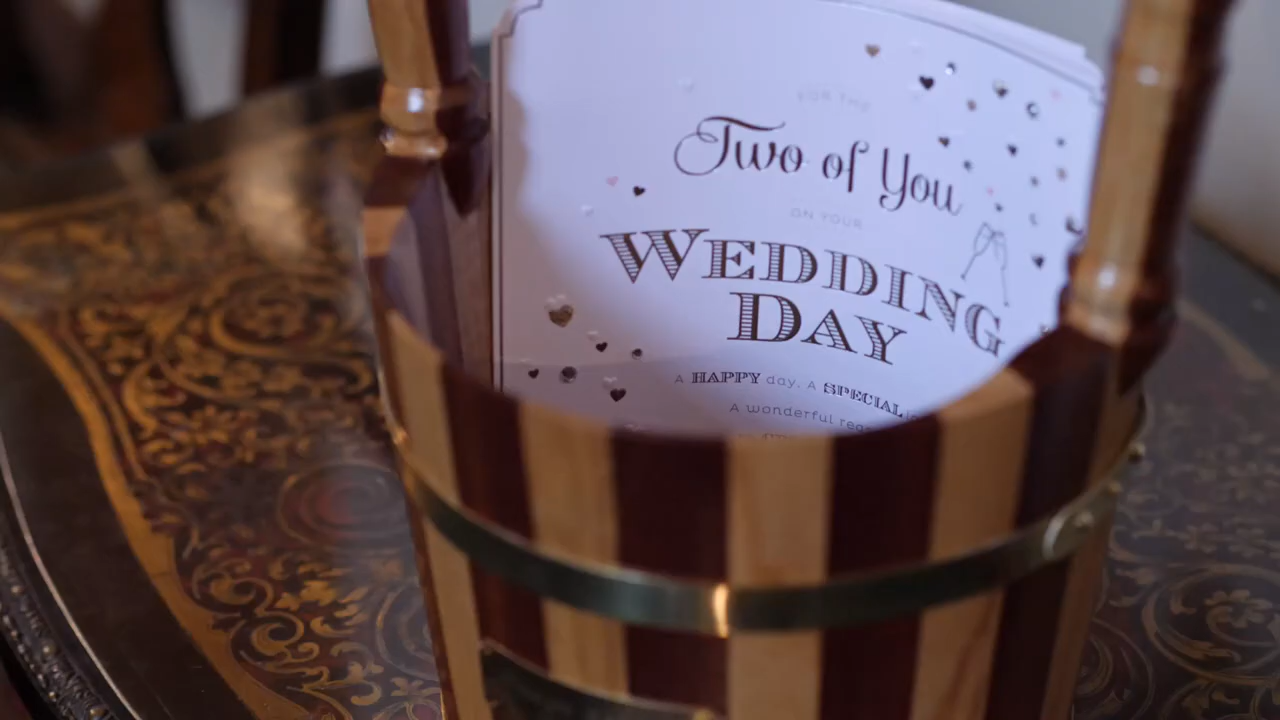 FOR THE
Two of You
ON YOUR
WEDDING
DAY
A HAPPY day, A SPECIAL
A wonderful